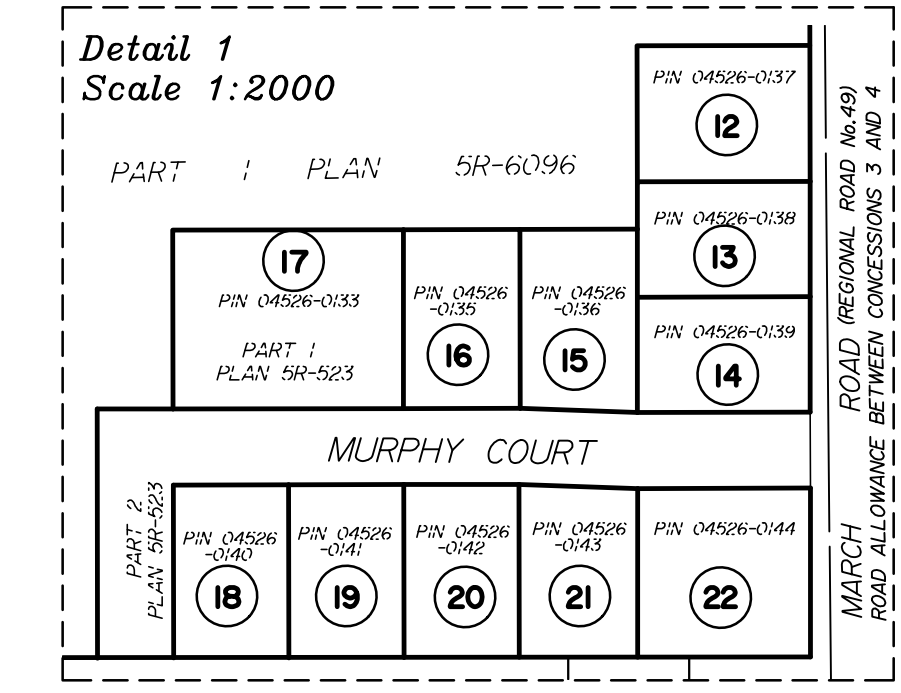 Detail 1
Scale 1:2000
PART 1 PLAN 5R-6096
PIN 04526-0137
12
PIN 04526-0138
13
PIN 04526-0139
14
17
PIN 04526-0133
PART 1
PLAN 5R-523
PIN 04526
-0135
16
PIN 04526
-0136
15
MURPHY COURT
PART 2
PLAN 5R-523
PIN 04526
-0140
18
PIN 04526
-0141
19
PIN 04526
-0142
20
PIN 04526
-0143
21
PIN 04526-0144
22
MARCH ROAD (REGIONAL ROAD No.49)
ROAD ALLOWANCE BETWEEN CONCESSIONS 3 AND 4